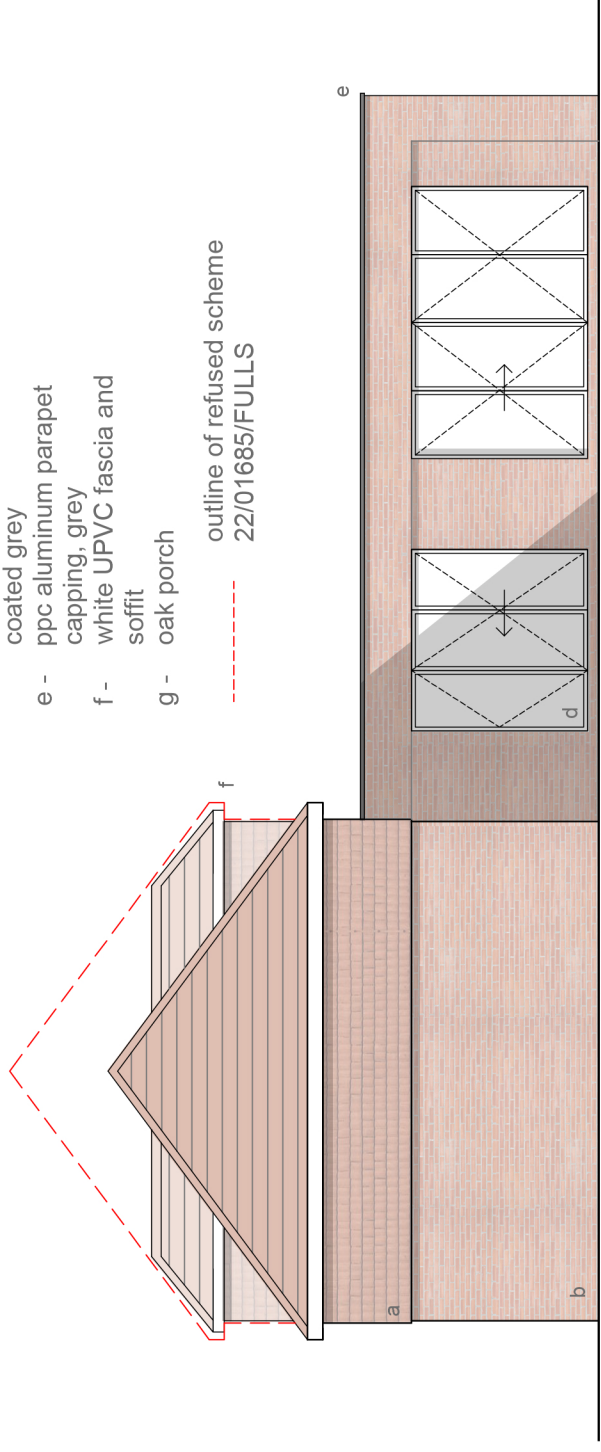 coated grey
e - ppc aluminum parapet
capping, grey
f - white UPVC fascia and
soffit
g - oak porch
outline of refused scheme
22/01685/FULLS
e
f
d
a
b